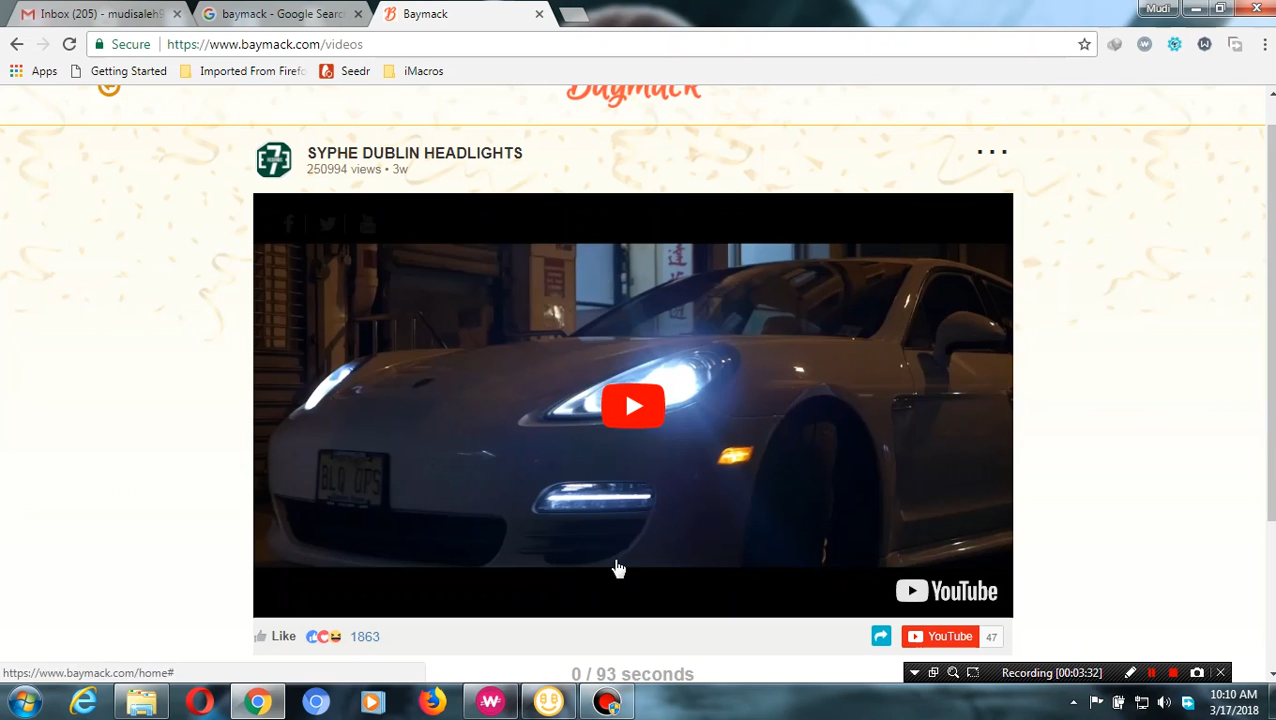 Inbox (205) - mudisaleh9
baymack - Google Searc
Baymack
Mudi
Secure
https://www.baymack.com/videos
Apps
Getting Started
Imported From Firefo
Seedr
iMacros
Baymack
SYPHE DUBLIN HEADLIGHTS
250994 views • 3w
BLQ OPS
YouTube
Like
1863
YouTube
47
https://www.baymack.com/home#
0 / 93 seconds
Recording [00:03:32]
10:10 AM
3/17/2018